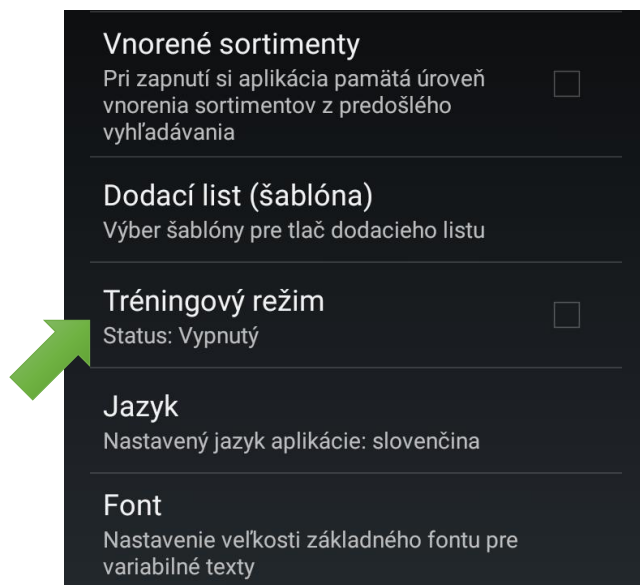 Vnorené sortimenty
Pri zapnutí si aplikácia pamätá úroveň
vnorenia sortimentov z predošlého
vyhľadávania
Dodací list (šablóna)
Výber šablóny pre tlač dodacieho listu
Tréningový režim
Status: Vypnutý
Jazyk
Nastavený jazyk aplikácie: slovenčina
Font
Nastavenie veľkosti základného fontu pre
variabilné texty